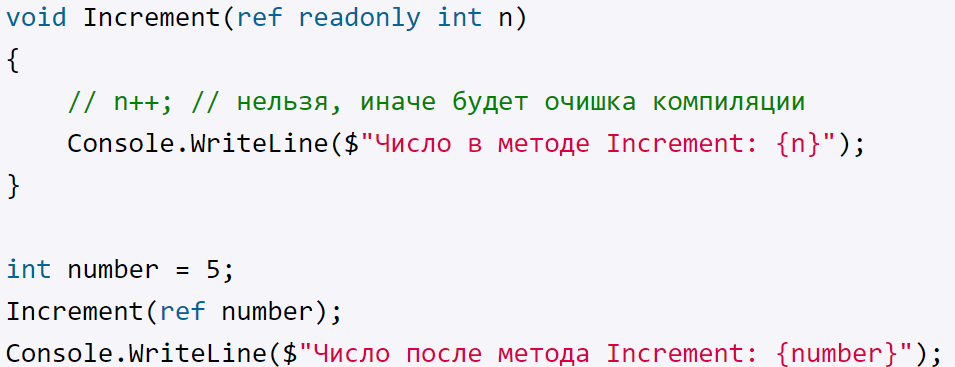 void Increment(ref readonly int n)
{
    // n++; // нельзя, иначе будет очишка компиляции
    Console.WriteLine($"Число в методе Increment: {n}");
}

int number = 5;
Increment(ref number);
Console.WriteLine($"Число после метода Increment: {number}");